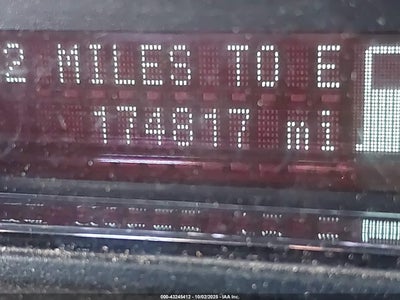 2 MILES TO E
174817 mi
000-43245412 - 10/02/2025 - IAA Inc.